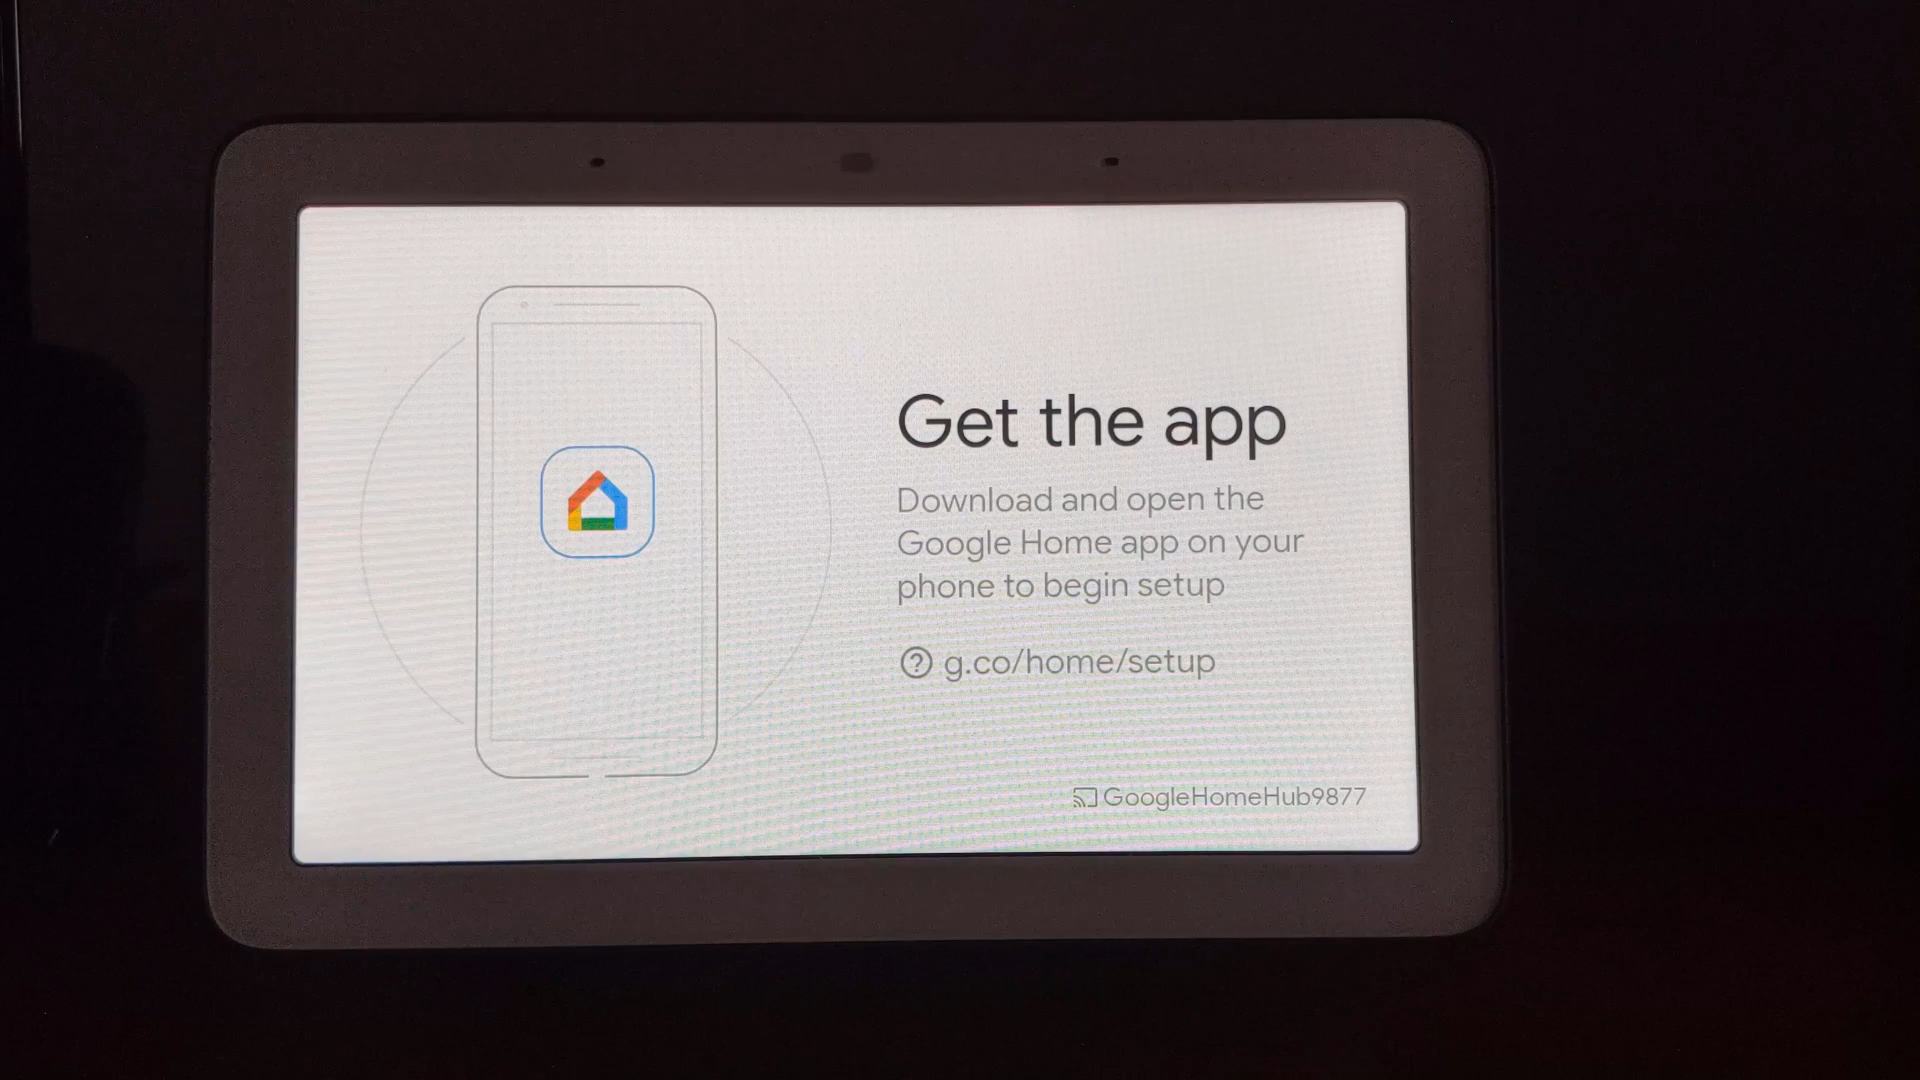 Get the app
Download and open the
Google Home app on your
phone to begin setup
g.co/home/setup
GoogleHomeHub9877